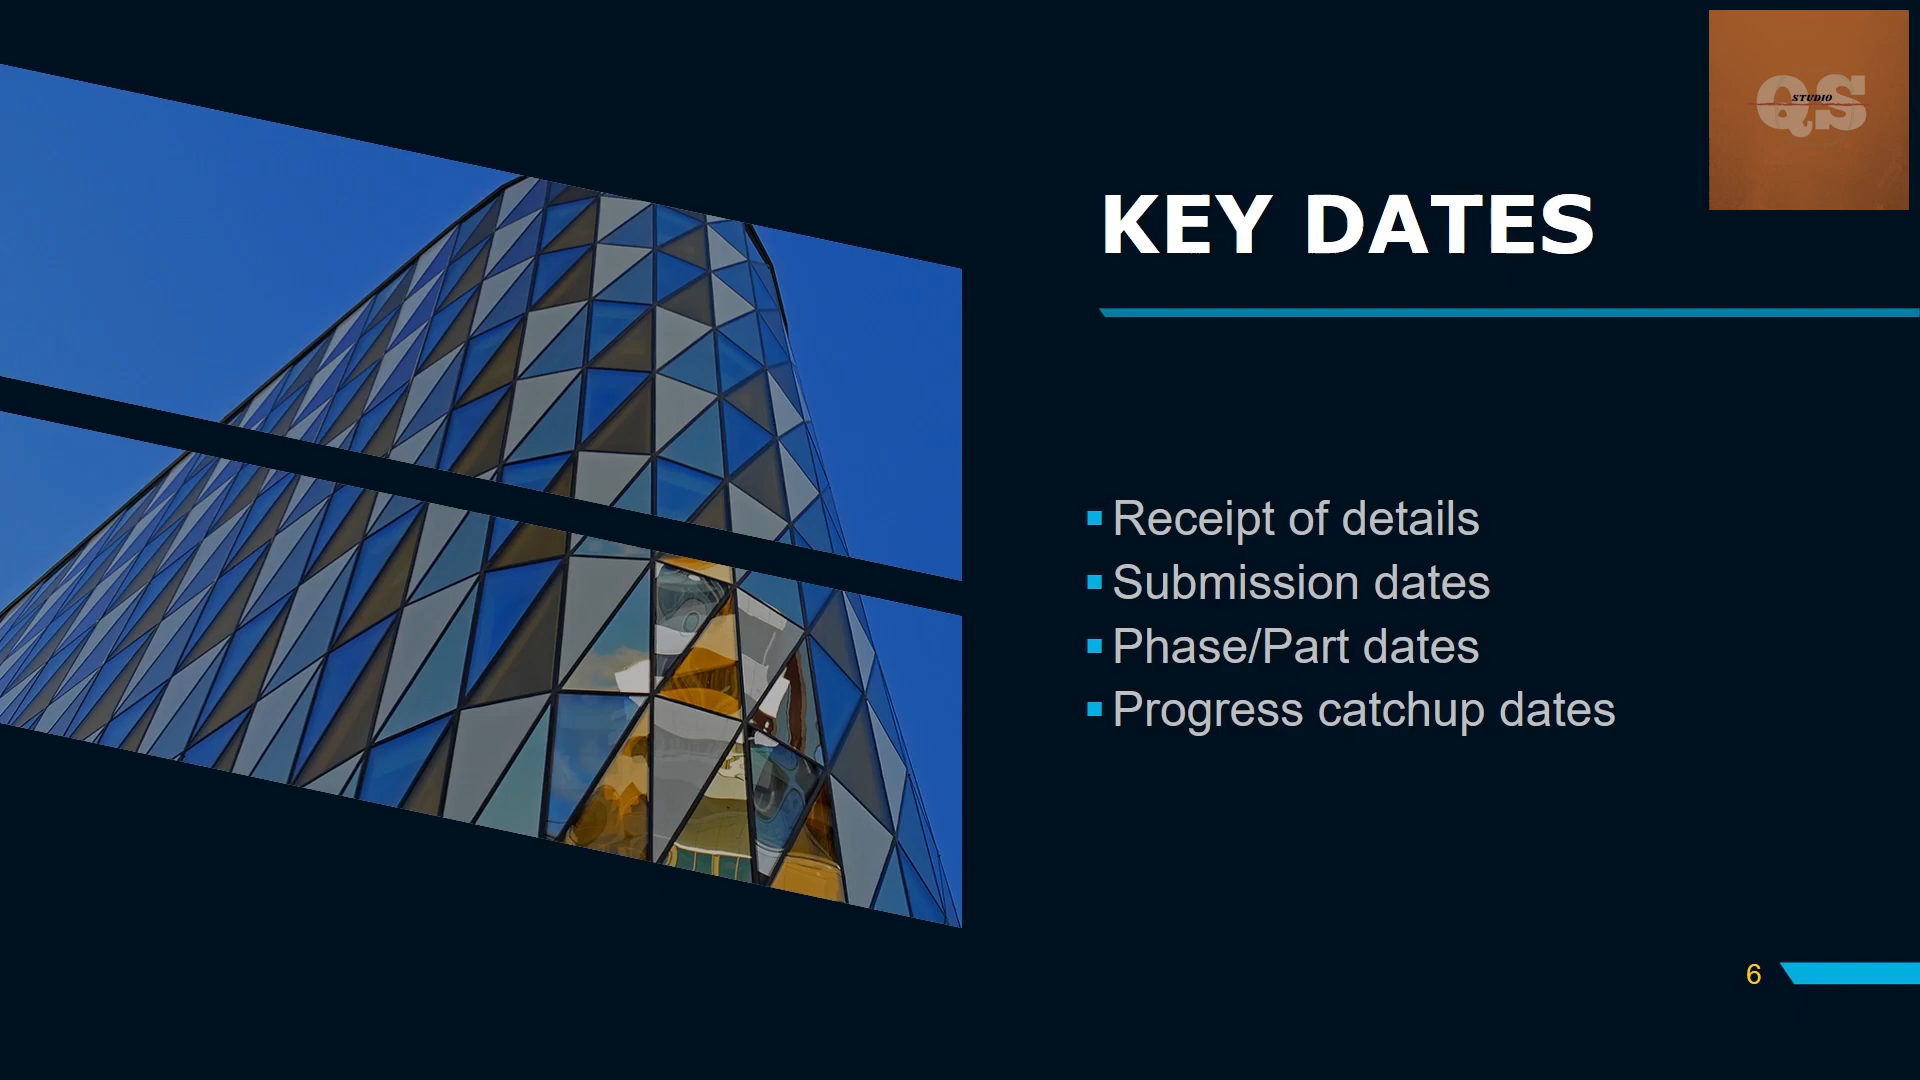 QS
STUDIO
KEY DATES
Receipt of details
Submission dates
Phase/Part dates
Progress catchup dates
6